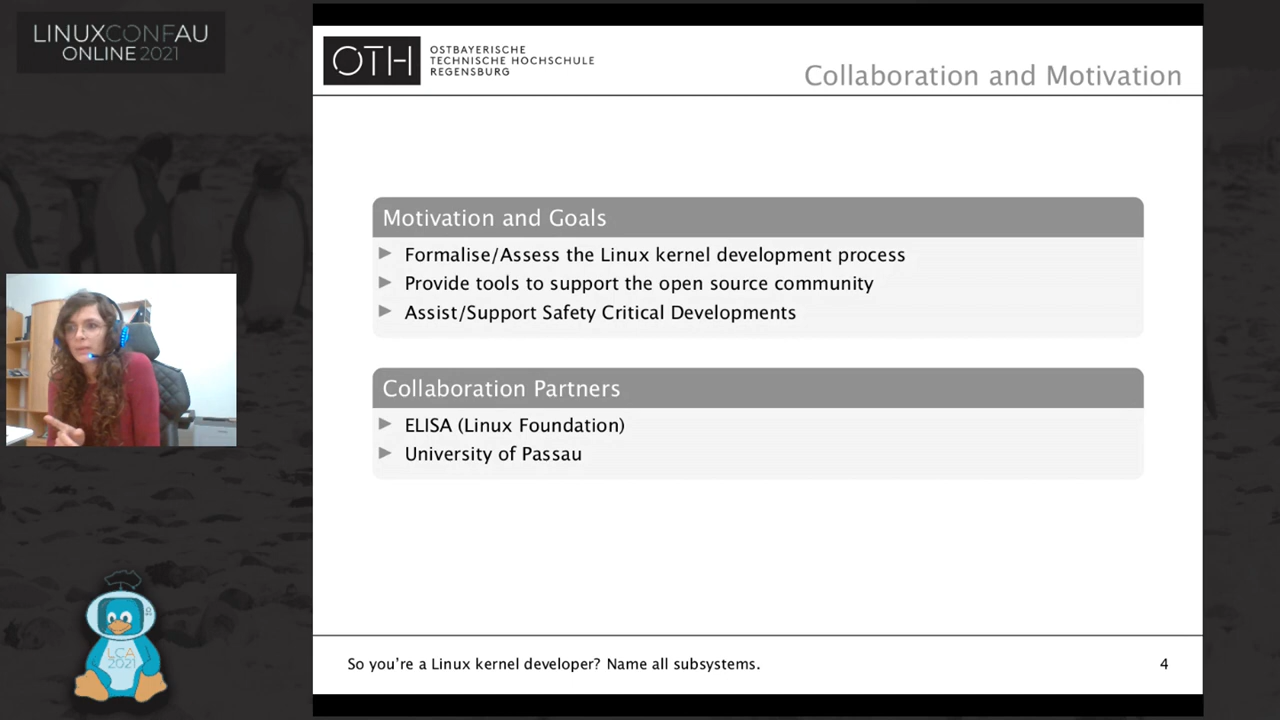 LINUXCONFAU
ONLINE 2021
OTH
OSTBAYERISCHE
TECHNISCHE HOCHSCHULE
REGENSBURG
Collaboration and Motivation
Motivation and Goals
Formalise/Assess the Linux kernel development process
Provide tools to support the open source community
Assist/Support Safety Critical Developments
Collaboration Partners
ELISA (Linux Foundation)
University of Passau
LCA
2021
So you're a Linux kernel developer? Name all subsystems.
4